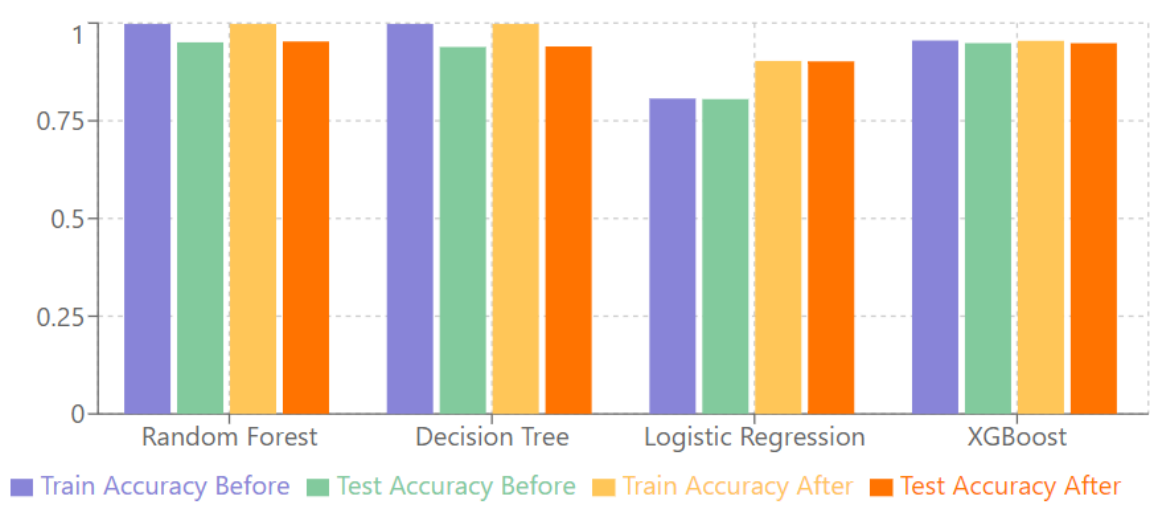 1
0.75
0.5
0.25
0
Random Forest Decision Tree Logistic Regression XGBoost
Train Accuracy Before Test Accuracy Before Train Accuracy After Test Accuracy After